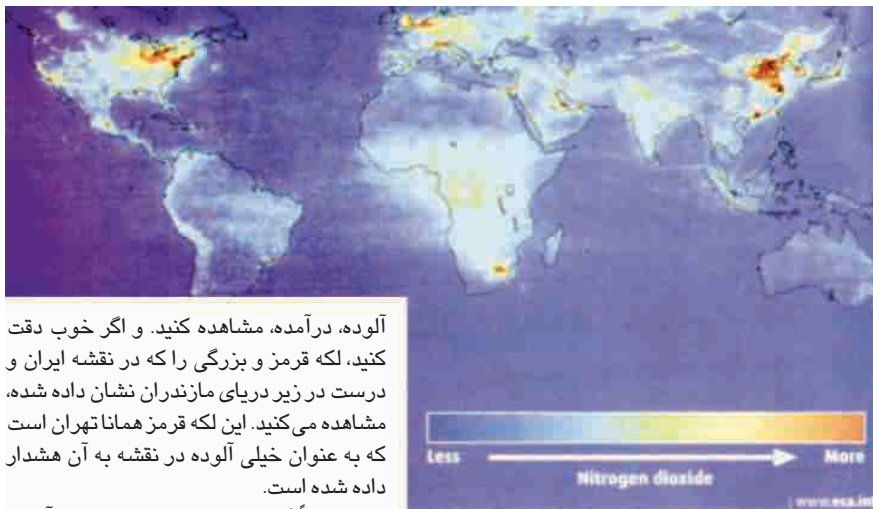 آلوده، درآمده، مشاهده کنید. و اگر خوب دقت
کنید، لکه قرمز و بزرگی را که در نقشه ایران و
درست در زیر دریای مازندران نشان داده شده،
مشاهده می‌کنید. این لکه قرمز همانا تهران است
که به عنوان خیلی آلوده در نقشه به آن هشدار
داده شده است.
Less
More
Nitrogen dioxide
www.esa.int